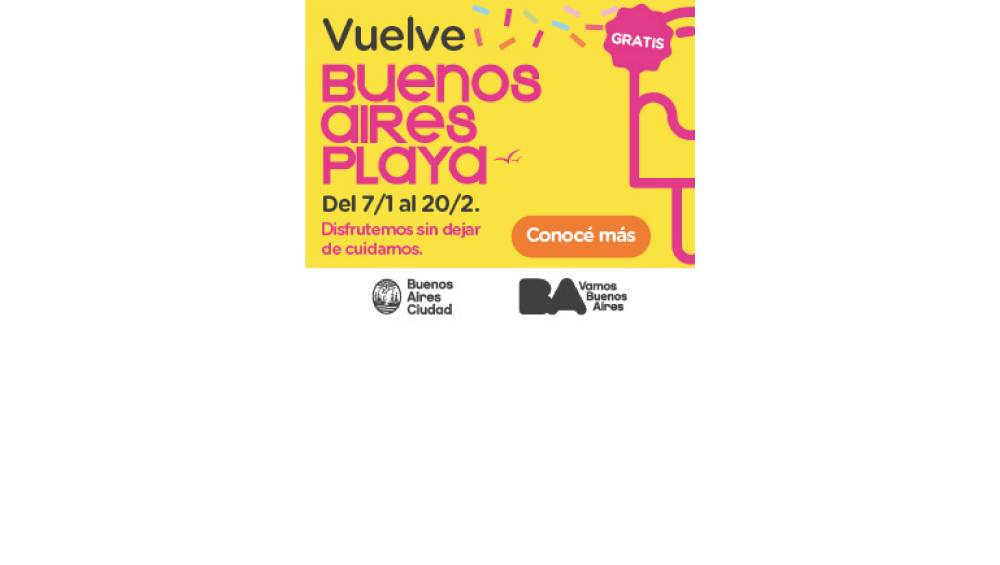 Vuelve
GRATIS
BUENOS
AIRES
PLAYA
Del 7/1 al 20/2.
Disfrutemos sin dejar
de cuidarnos.
Conocé más
Buenos
Aires
Ciudad
BA
Vamos
Buenos
Aires